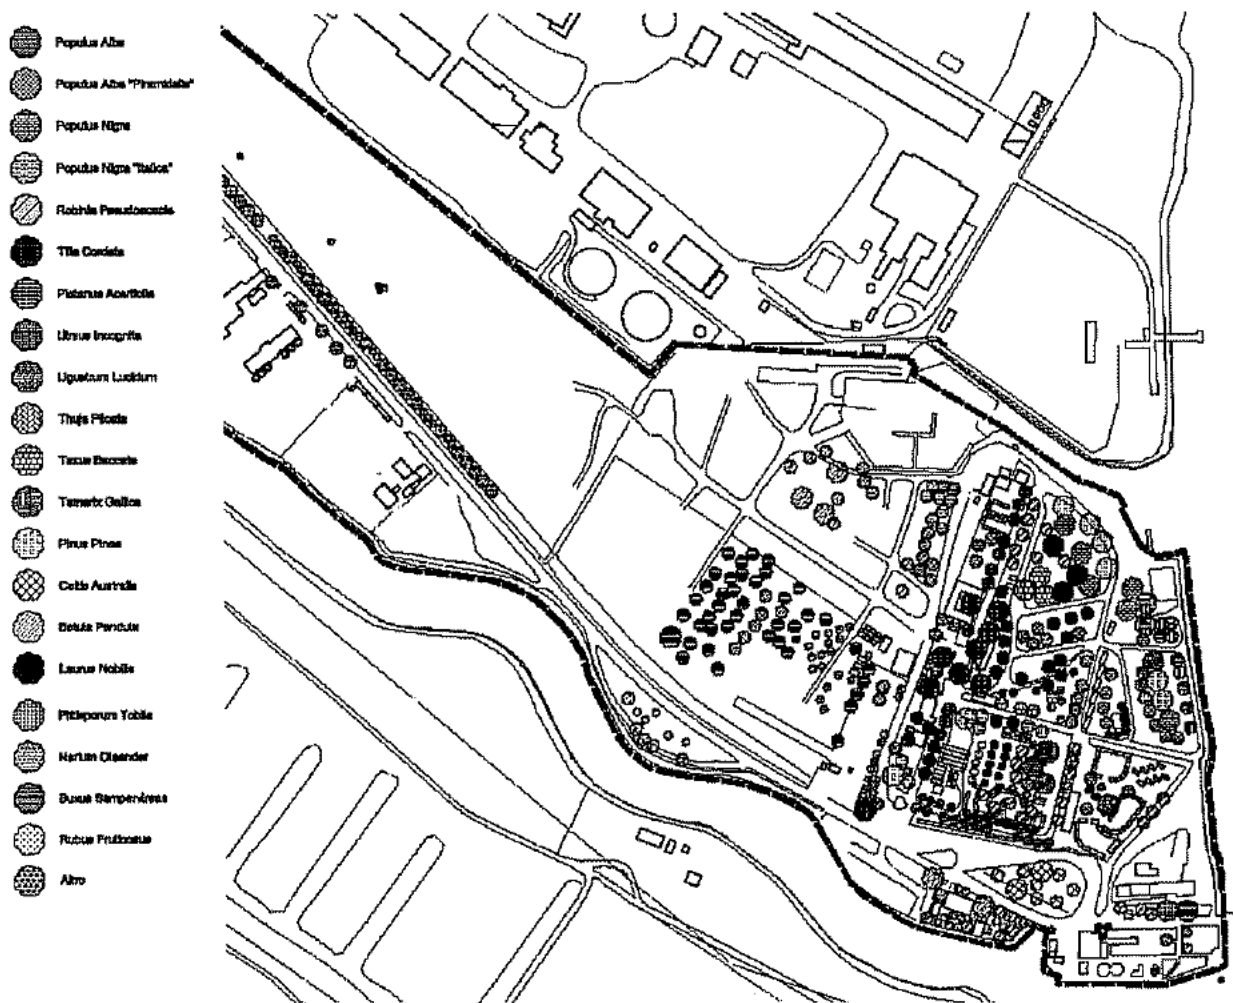 Populus Alba
Populus Alba "Piramidalis"
Populus Nigra
Populus Nigra "Italica"
Robinia Pseudoacacia
Tilia Cordata
Platanus Acerifolia
Ulmus Incognita
Ligustrum Lucidum
Thuja Plicata
Taxus Baccata
Tamarix Gallica
Pinus Pinea
Celtis Australis
Betula Pendula
Laurus Nobilis
Pittosporum Tobira
Nerium Oleander
Buxus Sempervirens
Rubus Fruticosus
Altro